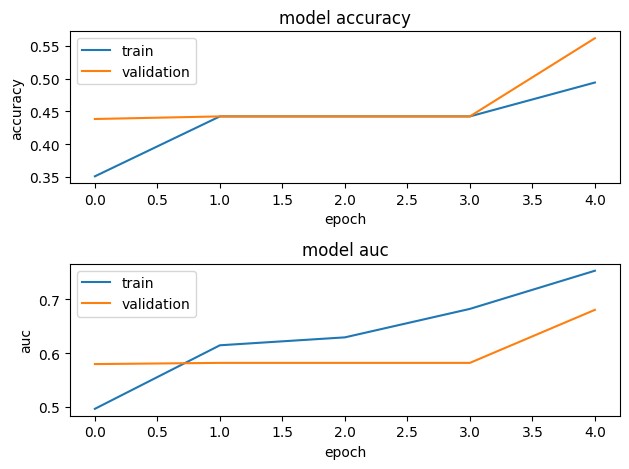 model accuracy
train
validation
0.55
0.50
0.45
0.40
0.35
accuracy
0.0 0.5 1.0 1.5 2.0 2.5 3.0 3.5 4.0
epoch
model auc
train
validation
0.7
0.6
0.5
auc
0.0 0.5 1.0 1.5 2.0 2.5 3.0 3.5 4.0
epoch